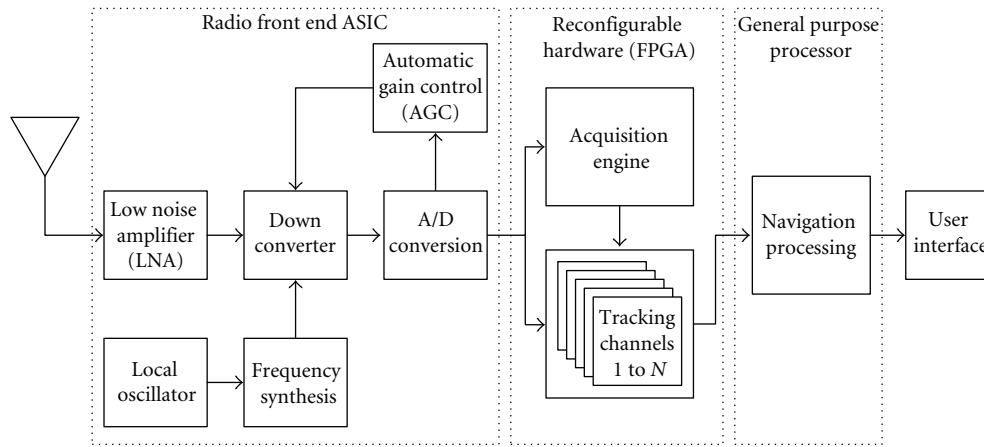 Radio front end ASIC
Reconfigurable
hardware (FPGA)
General purpose
processor
Automatic
gain control
(AGC)
Acquisition
engine
Low noise
amplifier
(LNA)
Down
converter
A/D
conversion
Navigation
processing
User
interface
Tracking
channels
1 to N
Local
oscillator
Frequency
synthesis